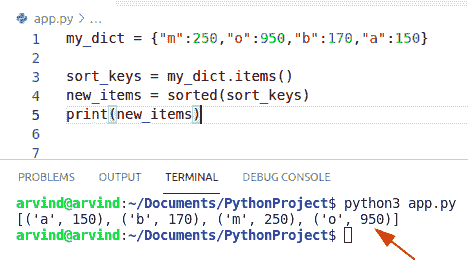 app.py > ...
1 my_dict = {"m":250,"o":950,"b":170,"a":150}
2
3 sort_keys = my_dict.items()
4 new_items = sorted(sort_keys)
5 print(new_items)
6
7
PROBLEMS OUTPUT TERMINAL DEBUG CONSOLE
arvind@arvind:~/Documents/PythonProject$ python3 app.py
[('a', 150), ('b', 170), ('m', 250), ('o', 950)]
arvind@arvind:~/Documents/PythonProject$